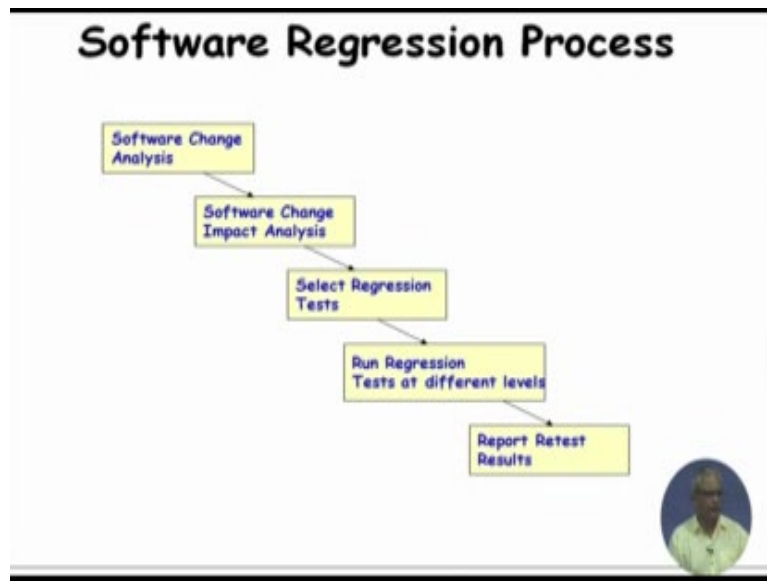 Software Regression Process
Software Change
Analysis
Software Change
Impact Analysis
Select Regression
Tests
Run Regression
Tests at different levels
Report Retest
Results